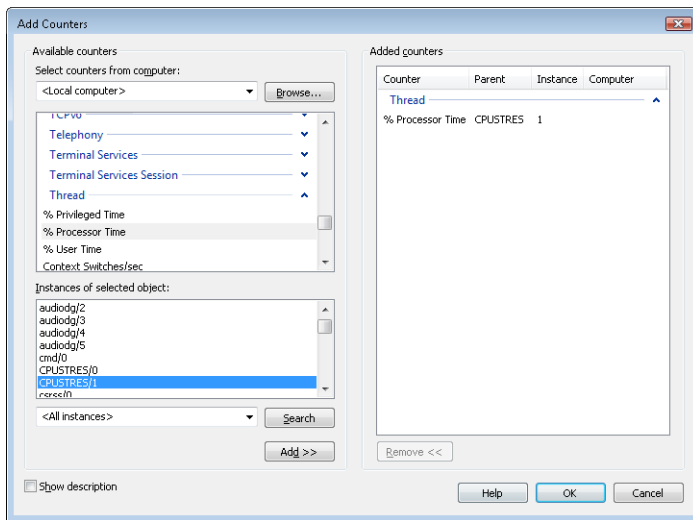 Add Counters
Available counters
Select counters from computer:
<Local computer>
Browse...
TCPv6
Telephony
Terminal Services
Terminal Services Session
Thread
% Privileged Time
% Processor Time
% User Time
Context Switches/sec
Instances of selected object:
audiodg/2
audiodg/3
audiodg/4
audiodg/5
cmd/0
CPUSTRES/0
CPUSTRES/1
csrss/0
<All instances>
Search
Add >>
Show description
Added counters
Counter Parent Instance Computer
Thread
% Processor Time CPUSTRES 1
Remove <<
Help
OK
Cancel